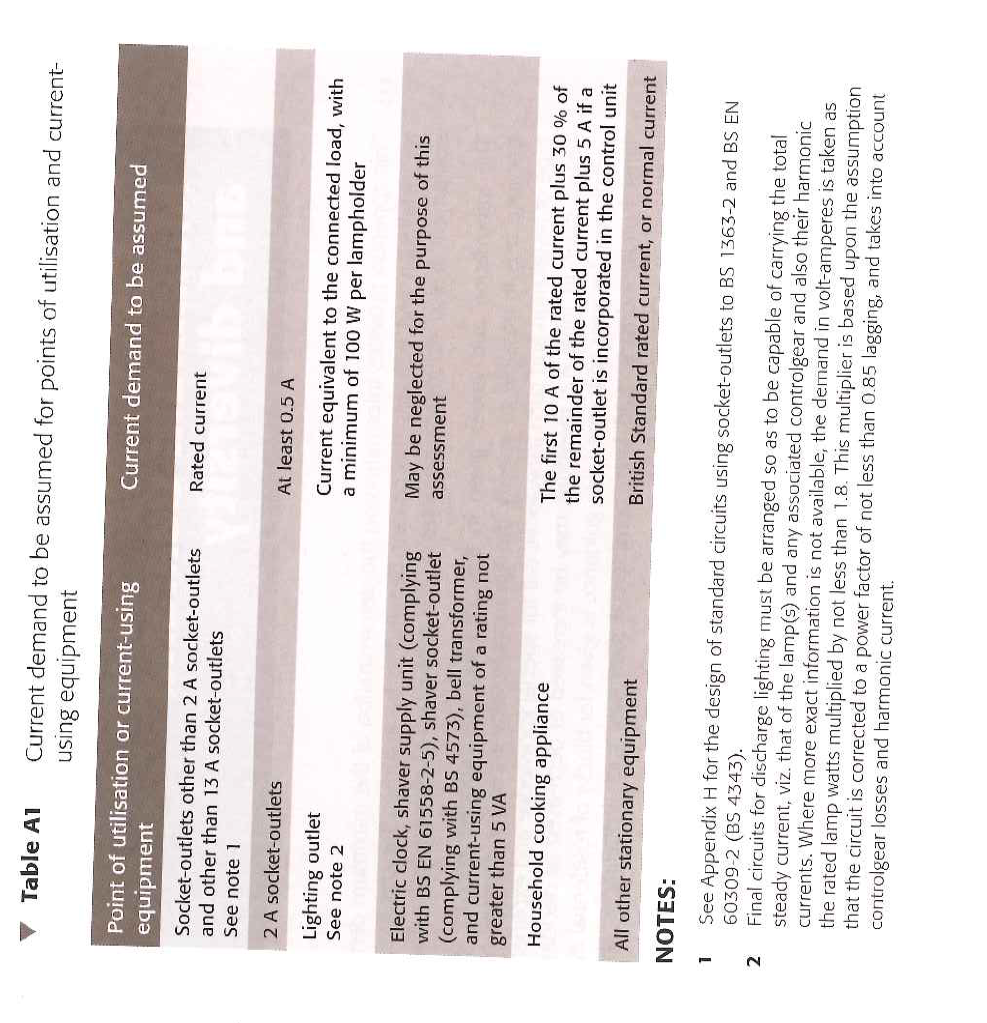 ▼ Table A1 Current demand to be assumed for points of utilisation and current-
using equipment
Point of utilisation or current-using
equipment
Current demand to be assumed
Socket-outlets other than 2 A socket-outlets
and other than 13 A socket-outlets
See note 1
Rated current
2 A socket-outlets
At least 0.5 A
Lighting outlet
See note 2
Current equivalent to the connected load, with
a minimum of 100 W per lampholder
Electric clock, shaver supply unit (complying
with BS EN 61558-2-5), shaver socket-outlet
(complying with BS 4573), bell transformer,
and current-using equipment of a rating not
greater than 5 VA
May be neglected for the purpose of this
assessment
Household cooking appliance
The first 10 A of the rated current plus 30 % of
the remainder of the rated current plus 5 A if a
socket-outlet is incorporated in the control unit
All other stationary equipment
British Standard rated current, or normal current
NOTES:
1 See Appendix H for the design of standard circuits using socket-outlets to BS 1363-2 and BS EN
60309-2 (BS 4343).
2 Final circuits for discharge lighting must be arranged so as to be capable of carrying the total
steady current, viz. that of the lamp(s) and any associated controlgear and also their harmonic
currents. Where more exact information is not available, the demand in volt-amperes is taken as
the rated lamp watts multiplied by not less than 1.8. This multiplier is based upon the assumption
that the circuit is corrected to a power factor of not less than 0.85 lagging, and takes into account
controlgear losses and harmonic current.